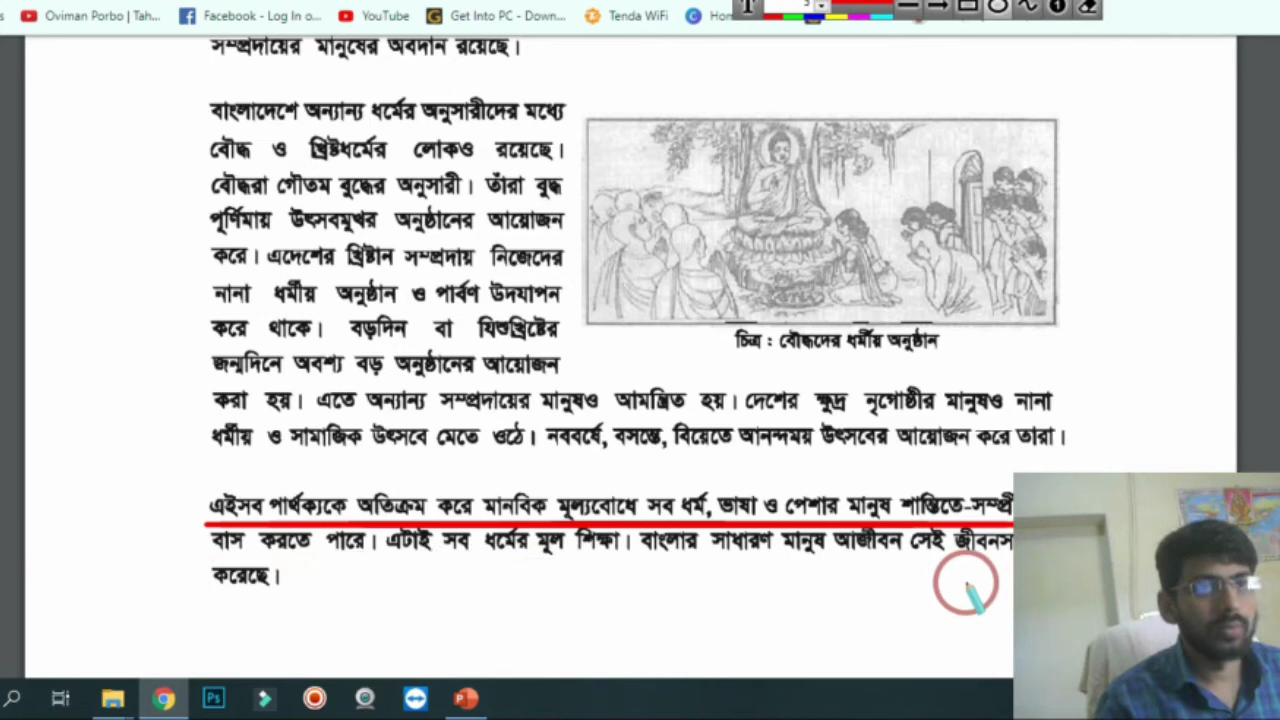 Oviman Porbo | Tah...
Facebook - Log In o...
YouTube
Get Into PC - Down...
Tenda WiFi
সম্প্রদায়ের মানুষের অবদান রয়েছে।
বাংলাদেশে অন্যান্য ধর্মের অনুসারীদের মধ্যে
বৌদ্ধ ও খ্রিষ্টধর্মের লোকও রয়েছে।
বৌদ্ধরা গৌতম বুদ্ধের অনুসারী। তাঁরা বুদ্ধ
পূর্ণিমায় উৎসবমুখর অনুষ্ঠানের আয়োজন
করে। এদেশের খ্রিষ্টান সম্প্রদায় নিজেদের
নানা ধর্মীয় অনুষ্ঠান ও পার্বণ উদযাপন
করে থাকে। বড়দিন বা যিশুখ্রিষ্টের
জন্মদিনে অবশ্য বড় অনুষ্ঠানের আয়োজন
চিত্র : বৌদ্ধদের ধর্মীয় অনুষ্ঠান
করা হয়। এতে অন্যান্য সম্প্রদায়ের মানুষও আমন্ত্রিত হয়। দেশের ক্ষুদ্র নৃগোষ্ঠীর মানুষও নানা
ধর্মীয় ও সামাজিক উৎসবে মেতে ওঠে। নববর্ষে, বসন্তে, বিয়েতে আনন্দময় উৎসবের আয়োজন করে তারা।
এইসব পার্থক্যকে অতিক্রম করে মানবিক মূল্যবোধে সব ধর্ম, ভাষা ও পেশার মানুষ শান্তিতে-সম্প্রী
বাস করতে পারে। এটাই সব ধর্মের মূল শিক্ষা। বাংলার সাধারণ মানুষ আজীবন সেই জীবনস
করেছে।